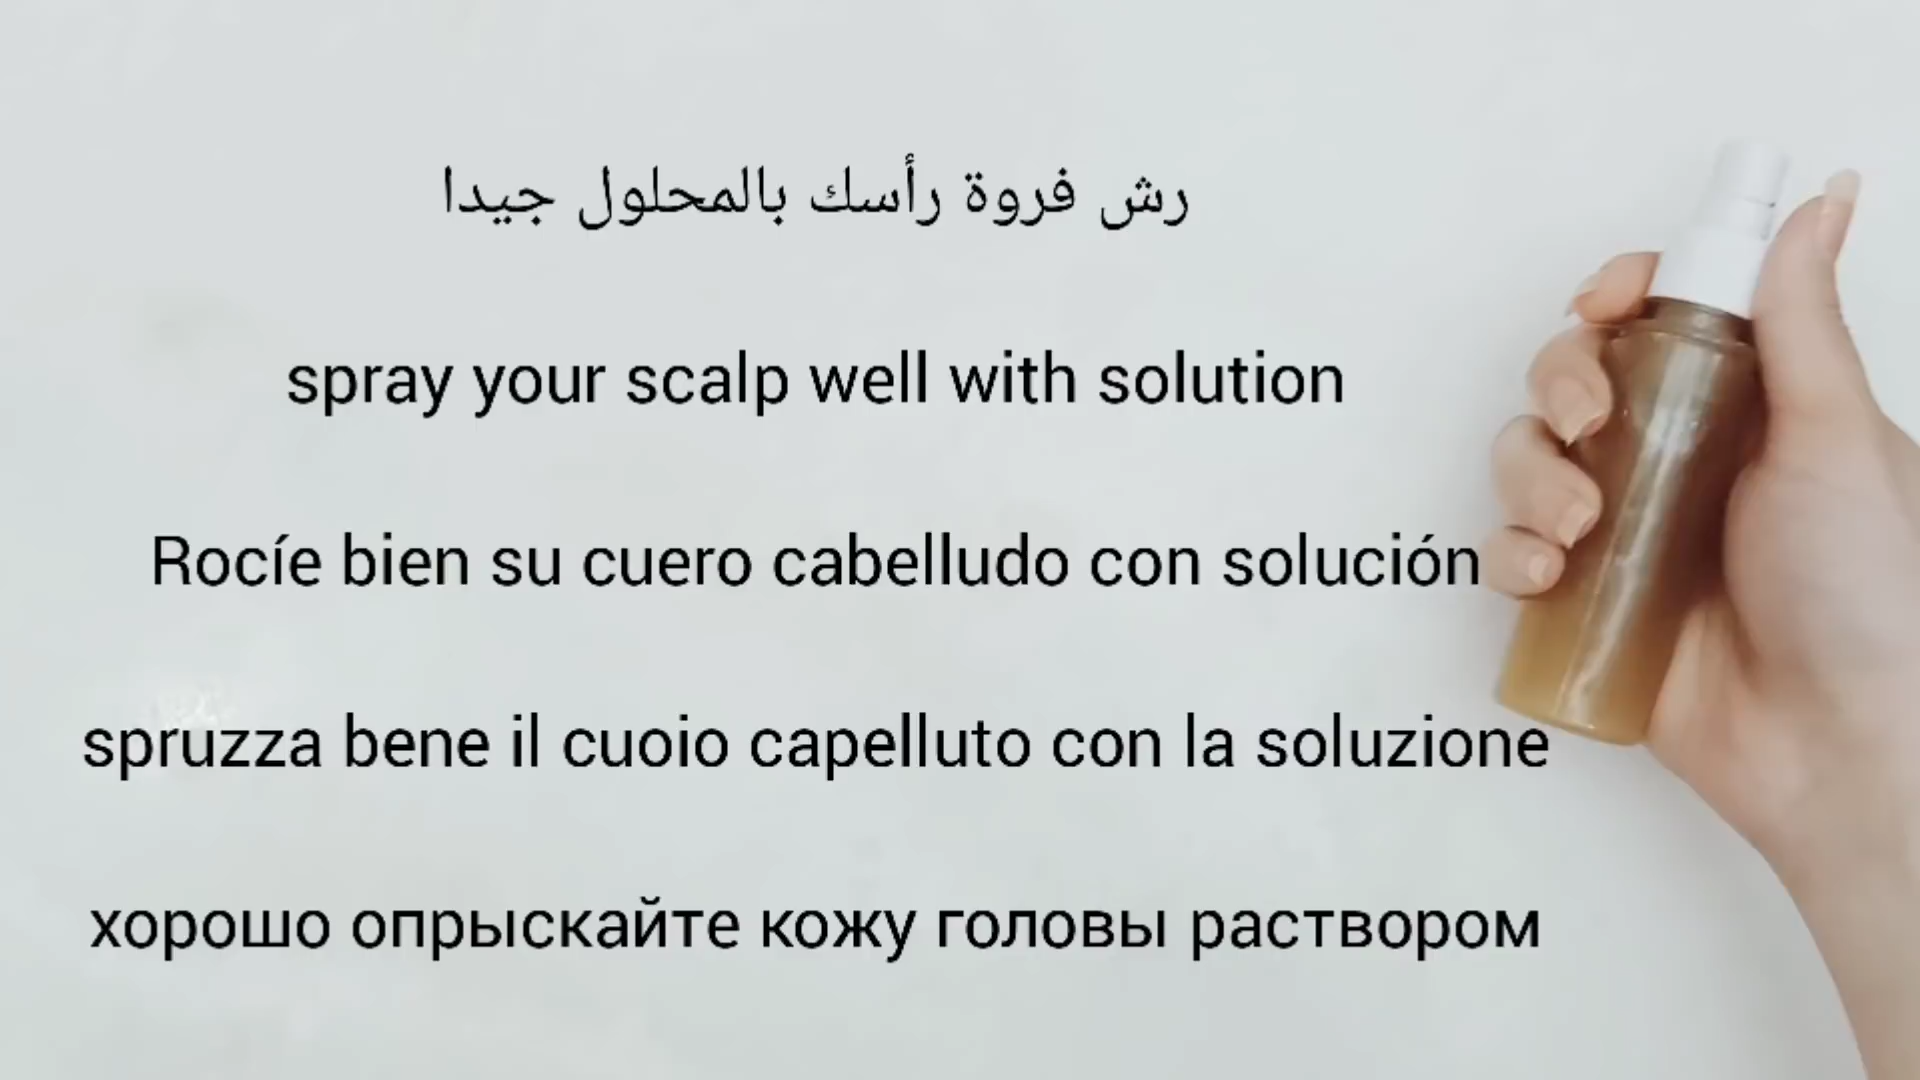 رش فروة رأسك بالمحلول جيدا
spray your scalp well with solution
Rocíe bien su cuero cabelludo con solución
spruzza bene il cuoio capelluto con la soluzione
хорошо опрыскайте кожу головы раствором